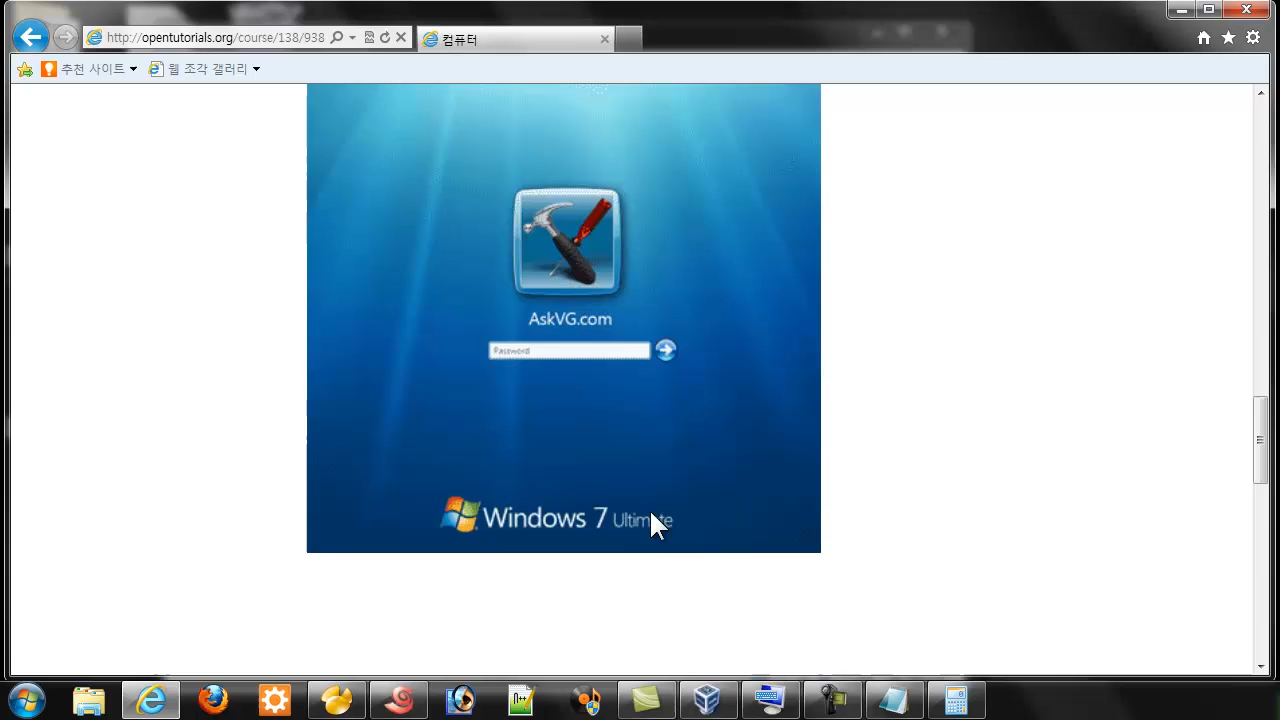 http://opentutorials.org/course/138/938
컴퓨터
추천 사이트
웹 조각 갤러리
AskVG.com
Password
Windows 7 Ultimate